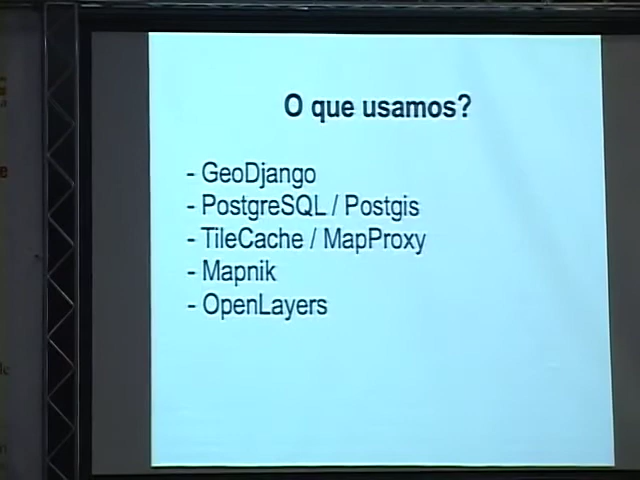 O que usamos?
- GeoDjango
- PostgreSQL / Postgis
- TileCache / MapProxy
- Mapnik
- OpenLayers